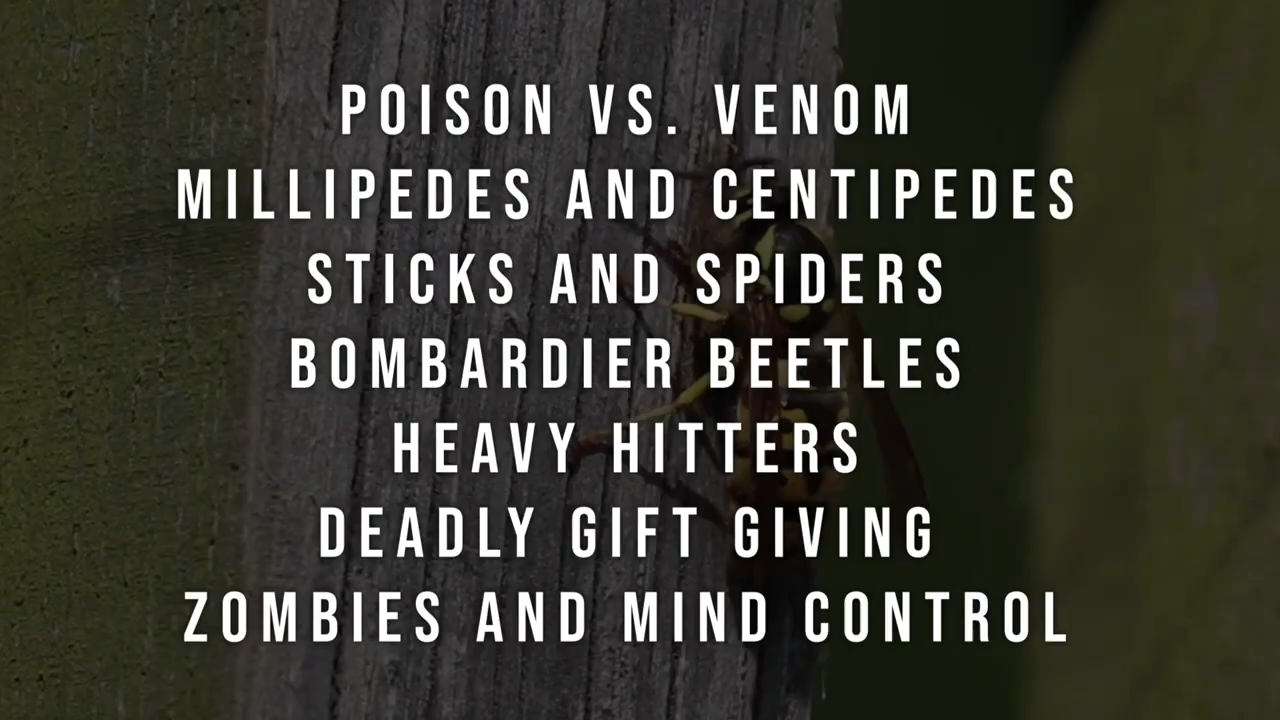 POISON VS. VENOM
MILLIPEDES AND CENTIPEDES
STICKS AND SPIDERS
BOMBARDIER BEETLES
HEAVY HITTERS
DEADLY GIFT GIVING
ZOMBIES AND MIND CONTROL